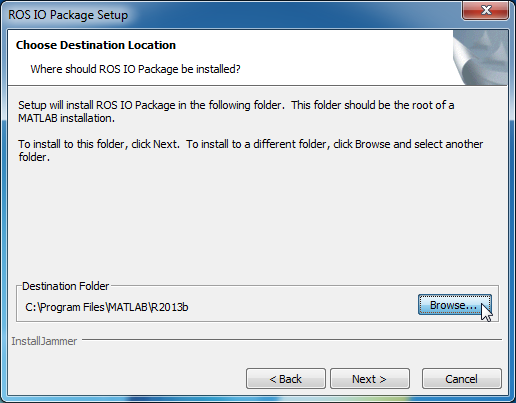 ROS IO Package Setup
Choose Destination Location
Where should ROS IO Package be installed?
Setup will install ROS IO Package in the following folder.  This folder should be the root of a
MATLAB installation.
To install to this folder, click Next.  To install to a different folder, click Browse and select another
folder.
Destination Folder
C:\Program Files\MATLAB\R2013b
Browse...
InstallJammer
< Back
Next >
Cancel